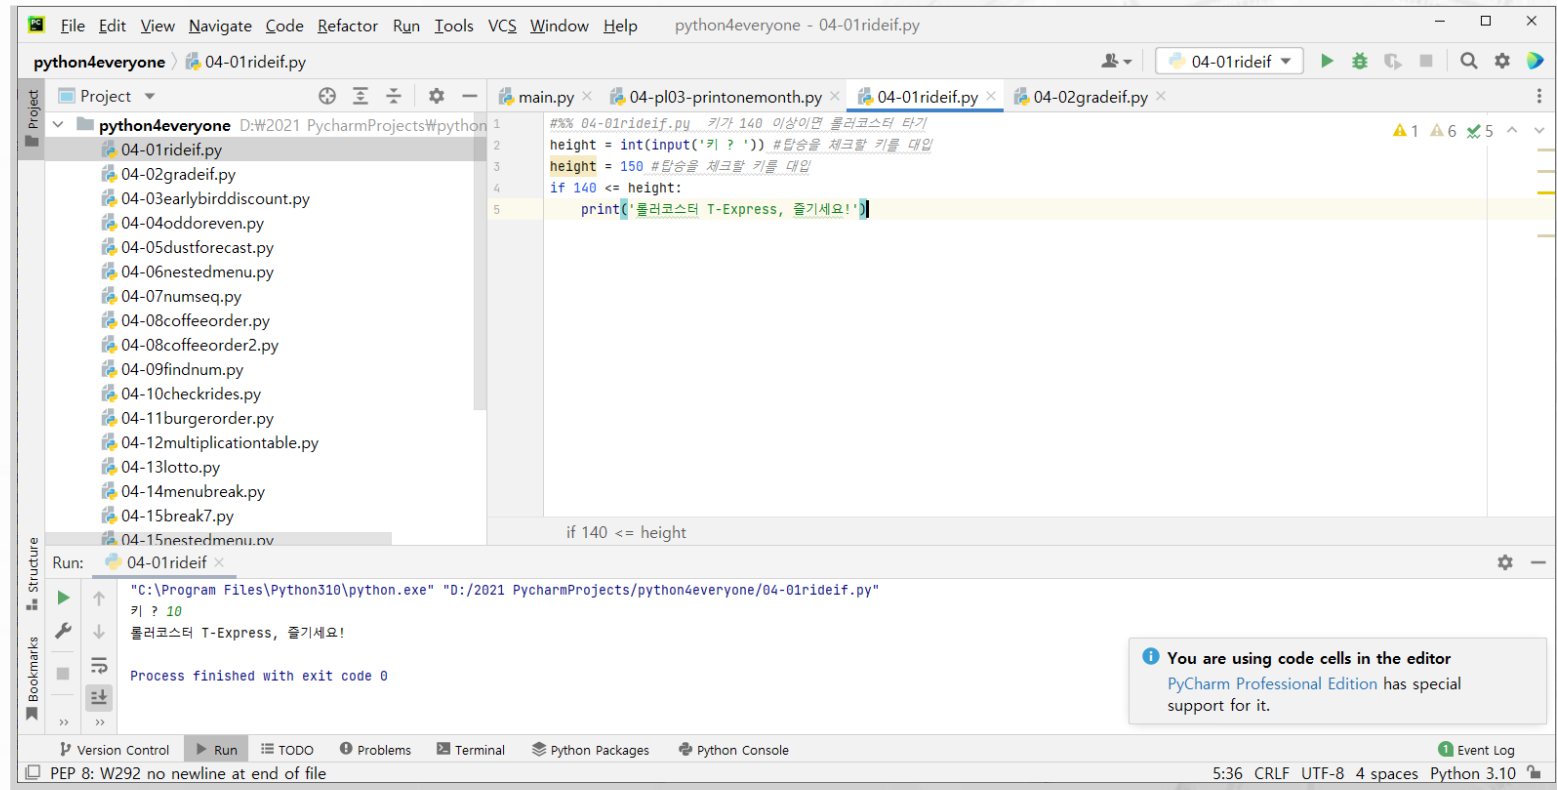 File Edit View Navigate Code Refactor Run Tools VCS Window Help python4everyone - 04-01rideif.py
python4everyone 04-01rideif.py 04-01rideif
Project
Project
main.py 04-pl03-printonemonth.py 04-01rideif.py 04-02gradeif.py
python4everyone D:₩2021 PycharmProjects₩python
04-01rideif.py
04-02gradeif.py
04-03earlybirddiscount.py
04-04oddoreven.py
04-05dustforecast.py
04-06nestedmenu.py
04-07numseq.py
04-08coffeeorder.py
04-08coffeeorder2.py
04-09findnum.py
04-10checkrides.py
04-11burgerorder.py
04-12multiplicationtable.py
04-13lotto.py
04-14menubreak.py
04-15break7.py
04-15nestedmenu.py
1 #%% 04-01rideif.py 키가 140 이상이면 롤러코스터 타기
2 height = int(input('키 ? ')) #탑승을 체크할 키를 대입
3 height = 150 #탑승을 체크할 키를 대입
4 if 140 <= height:
5 print('롤러코스터 T-Express, 즐기세요!')
1 6 5
if 140 <= height
Structure
Bookmarks
Run: 04-01rideif
"C:\Program Files\Python310\python.exe" "D:/2021 PycharmProjects/python4everyone/04-01rideif.py"
키 ? 10
롤러코스터 T-Express, 즐기세요!
Process finished with exit code 0
You are using code cells in the editor
PyCharm Professional Edition has special
support for it.
Version Control Run TODO Problems Terminal Python Packages Python Console 1 Event Log
PEP 8: W292 no newline at end of file 5:36 CRLF UTF-8 4 spaces Python 3.10